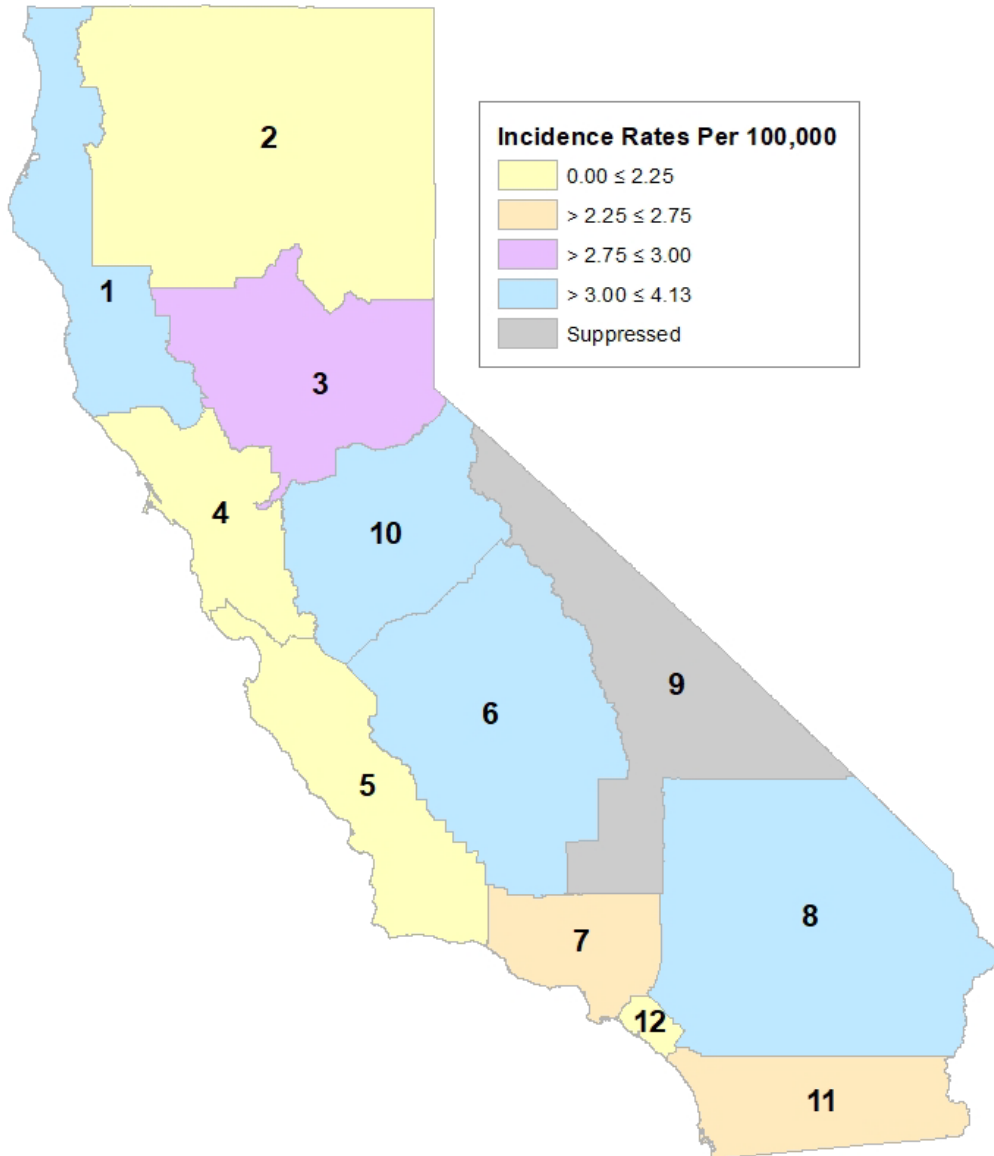 2
Incidence Rates Per 100,000
0.00 ≤ 2.25
> 2.25 ≤ 2.75
> 2.75 ≤ 3.00
> 3.00 ≤ 4.13
Suppressed
1
3
4
10
9
6
5
8
7
12
11